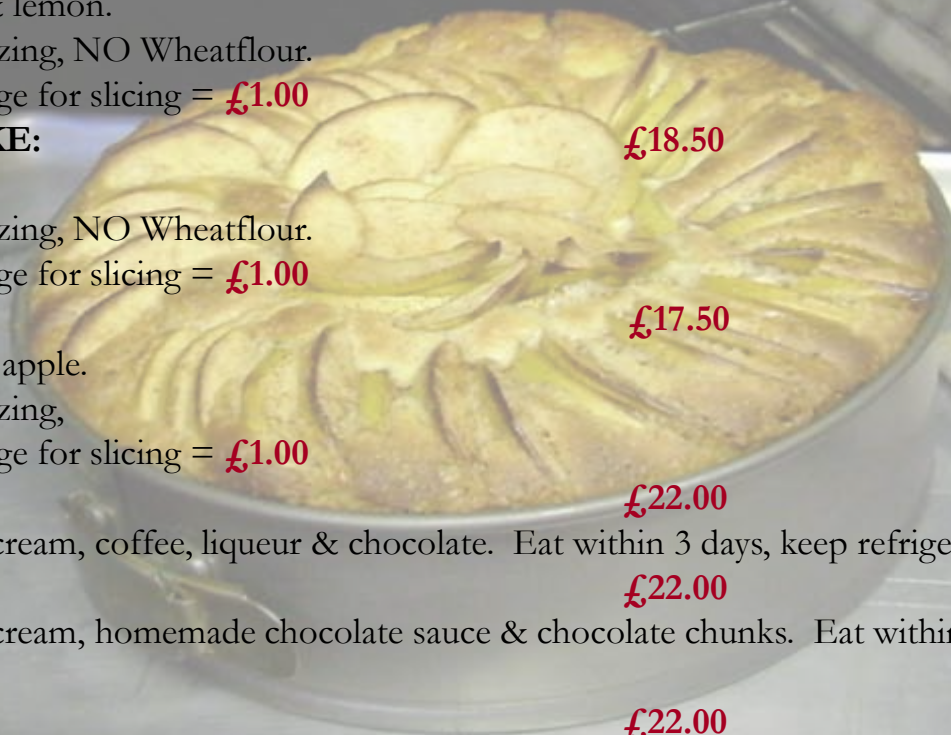 & lemon.
zing, NO Wheatflour.
ge for slicing = £1.00
KE: £18.50
zing, NO Wheatflour.
ge for slicing = £1.00
£17.50
apple.
zing,
ge for slicing = £1.00
£22.00
cream, coffee, liqueur & chocolate. Eat within 3 days, keep refrige
£22.00
cream, homemade chocolate sauce & chocolate chunks. Eat within
£22.00